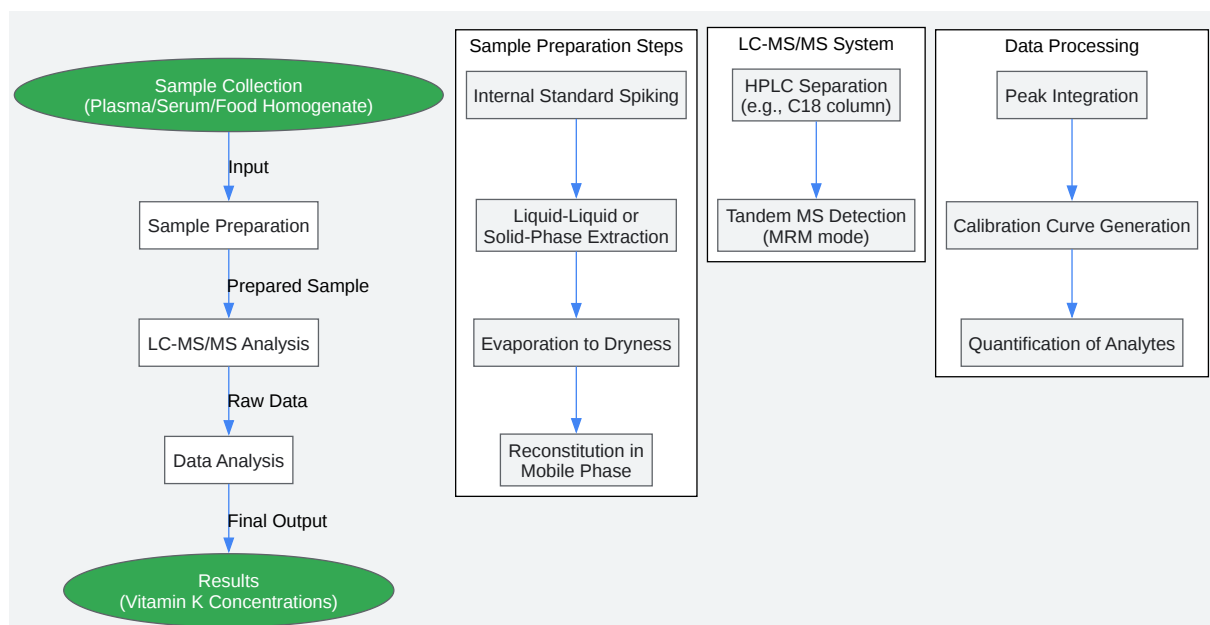 Sample Collection
(Plasma/Serum/Food Homogenate)
Input
Sample Preparation
Prepared Sample
LC-MS/MS Analysis
Raw Data
Data Analysis
Final Output
Results
(Vitamin K Concentrations)
Sample Preparation Steps
Internal Standard Spiking
Liquid-Liquid or
Solid-Phase Extraction
Evaporation to Dryness
Reconstitution in
Mobile Phase
LC-MS/MS System
HPLC Separation
(e.g., C18 column)
Tandem MS Detection
(MRM mode)
Data Processing
Peak Integration
Calibration Curve Generation
Quantification of Analytes